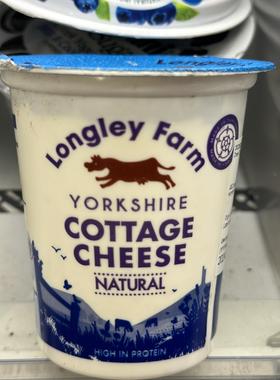 Longley Farm
YORKSHIRE
COTTAGE
CHEESE
NATURAL
HIGH IN PROTEIN